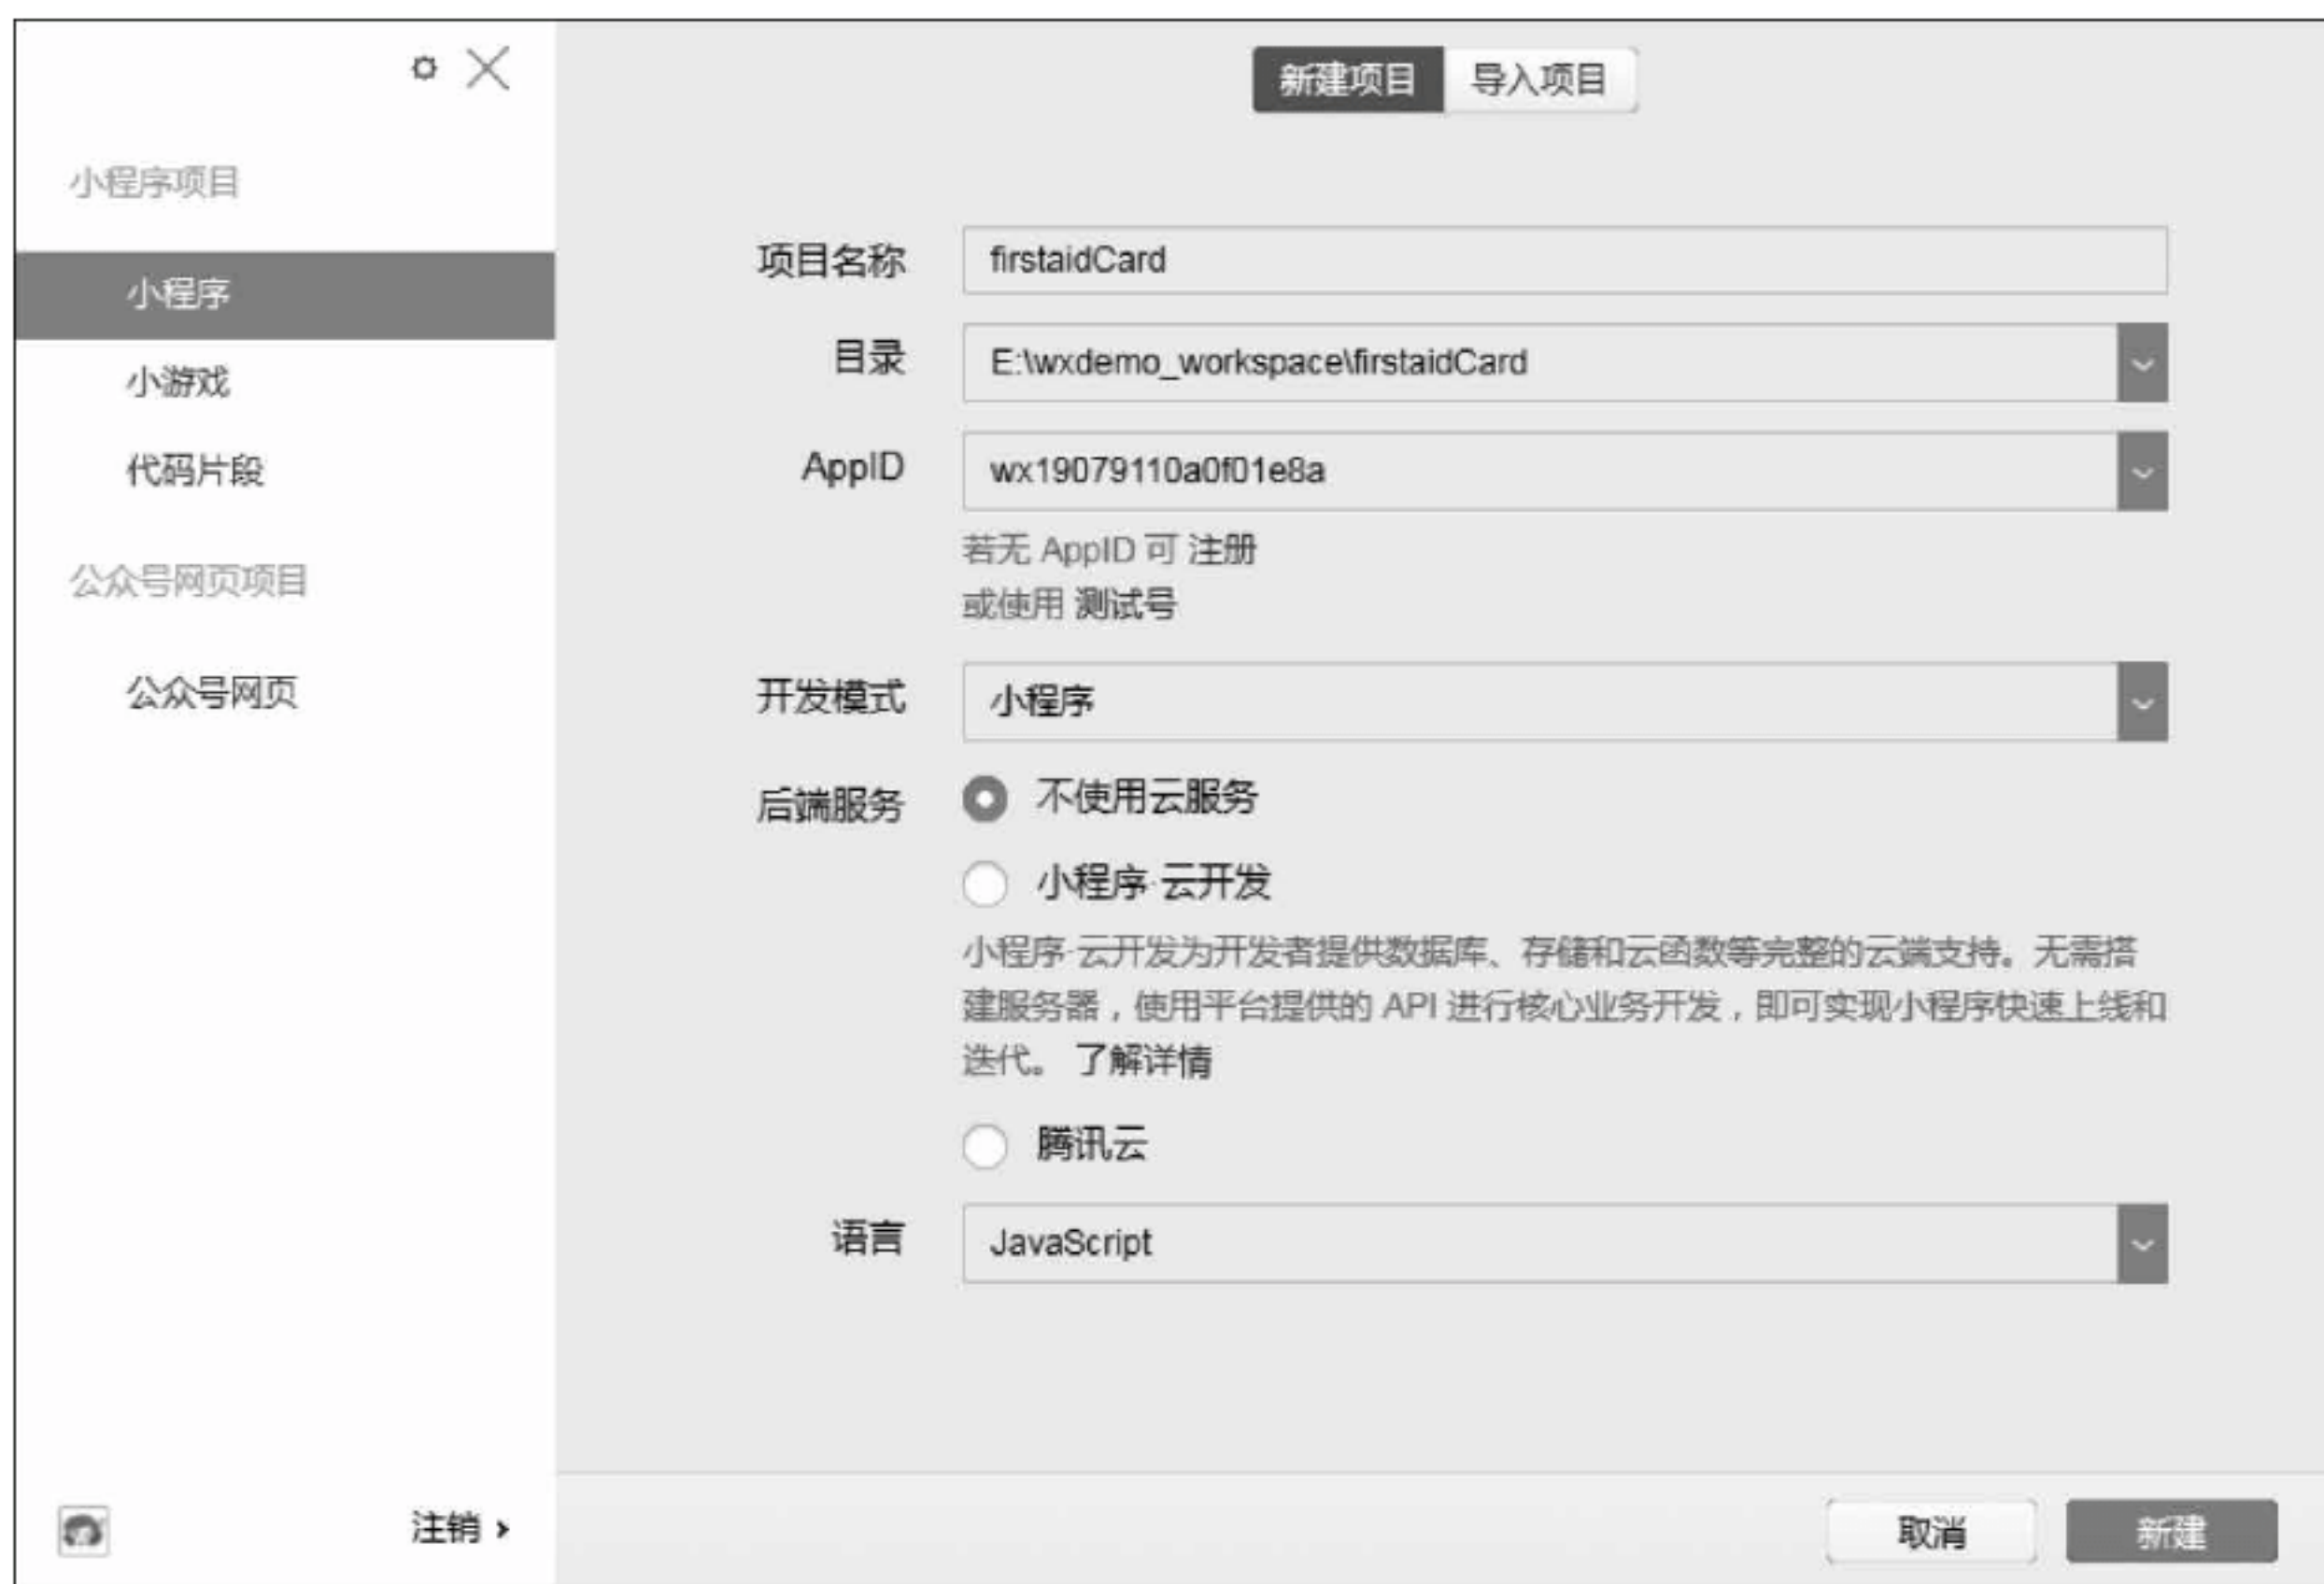 新建项目 导入项目
小程序项目
小程序
小游戏
代码片段
公众号网页项目
公众号网页
注销
项目名称 firstaidCard
目录 E:\wxdemo_workspace\firstaidCard
AppID wx19079110a0f01e8a
若无 AppID 可 注册
或使用 测试号
开发模式 小程序
后端服务 不使用云服务
小程序·云开发
小程序·云开发为开发者提供数据库、存储和云函数等完整的云端支持。无需搭
建服务器，使用平台提供的 API 进行核心业务开发，即可实现小程序快速上线和
迭代。 了解详情
腾讯云
语言 JavaScript
取消 新建